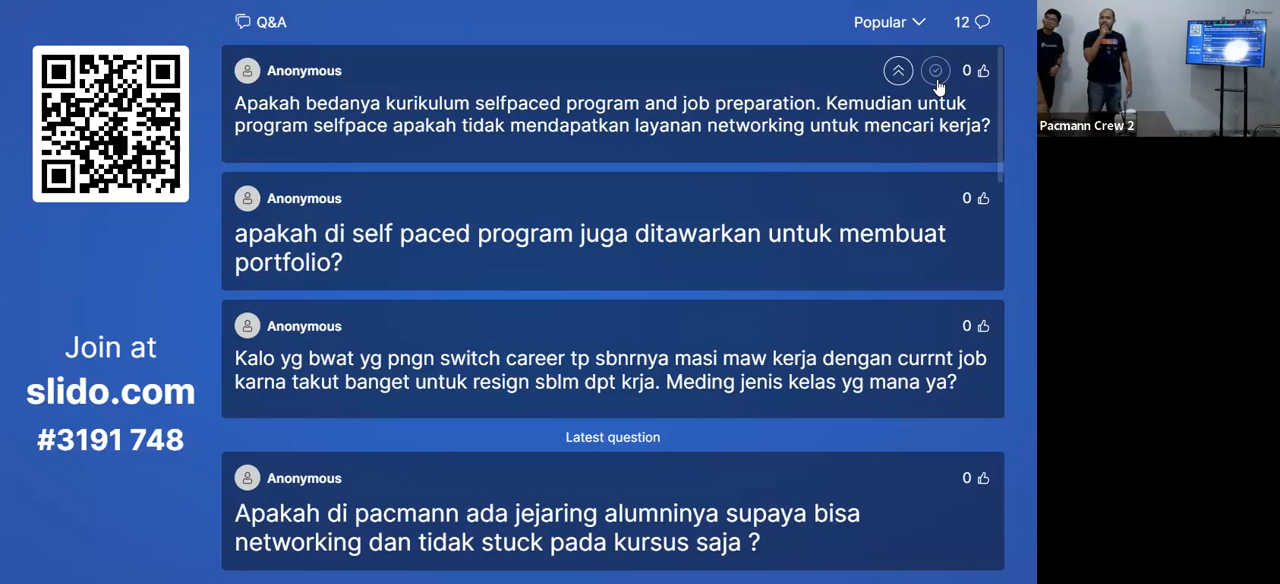 Q&A
Popular
12
Anonymous
0
Apakah bedanya kurikulum selfpaced program and job preparation. Kemudian untuk
program selfpace apakah tidak mendapatkan layanan networking untuk mencari kerja?
Anonymous
0
apakah di self paced program juga ditawarkan untuk membuat
portfolio?
Anonymous
0
Kalo yg bwat yg pngn switch career tp sbnrnya masi maw kerja dengan currnt job
karna takut banget untuk resign sblm dpt krja. Meding jenis kelas yg mana ya?
Latest question
Anonymous
0
Apakah di pacmann ada jejaring alumninya supaya bisa
networking dan tidak stuck pada kursus saja ?
Join at
slido.com
#3191 748
Pacmann Crew 2